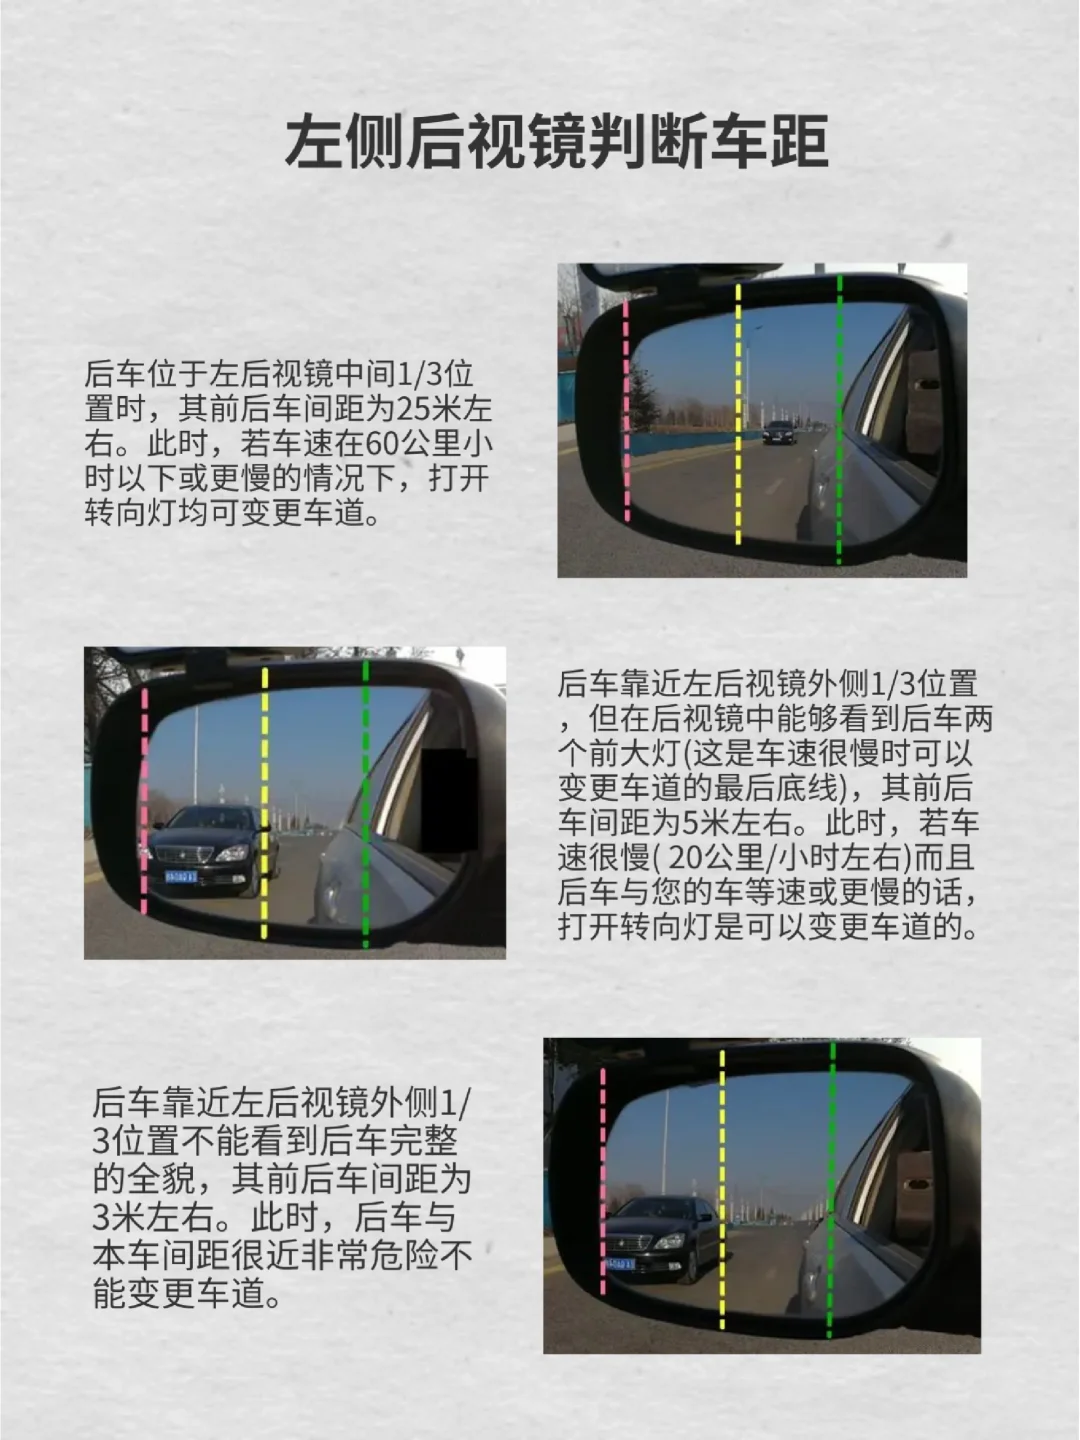 左侧后视镜判断车距
后车位于左后视镜中间1/3位
置时，其前后车间距为25米左
右。此时，若车速在60公里小
时以下或更慢的情况下，打开
转向灯均可变更车道。
后车靠近左后视镜外侧1/3位置
，但在后视镜中能够看到后车两
个前大灯(这是车速很慢时可以
变更车道的最后底线)，其前后
车间距为5米左右。此时，若车
速很慢( 20公里/小时左右)而且
后车与您的车等速或更慢的话，
打开转向灯是可以变更车道的。
后车靠近左后视镜外侧1/
3位置不能看到后车完整
的全貌，其前后车间距为
3米左右。此时，后车与
本车间距很近非常危险不
能变更车道。